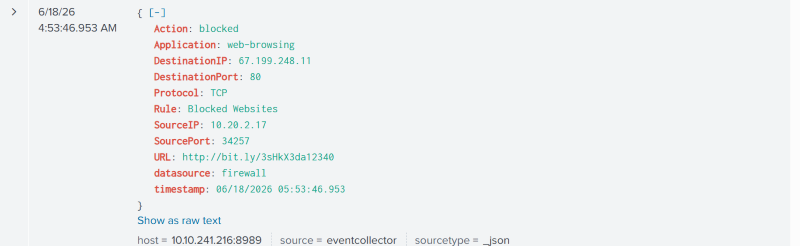 6/18/26
4:53:46.953 AM
{ [-]
Action: blocked
Application: web-browsing
DestinationIP: 67.199.248.11
DestinationPort: 80
Protocol: TCP
Rule: Blocked Websites
SourceIP: 10.20.2.17
SourcePort: 34257
URL: http://bit.ly/3sHkX3da12340
datasource: firewall
timestamp: 06/18/2026 05:53:46.953
}
Show as raw text
host = 10.10.241.216:8989 source = eventcollector sourcetype = _json